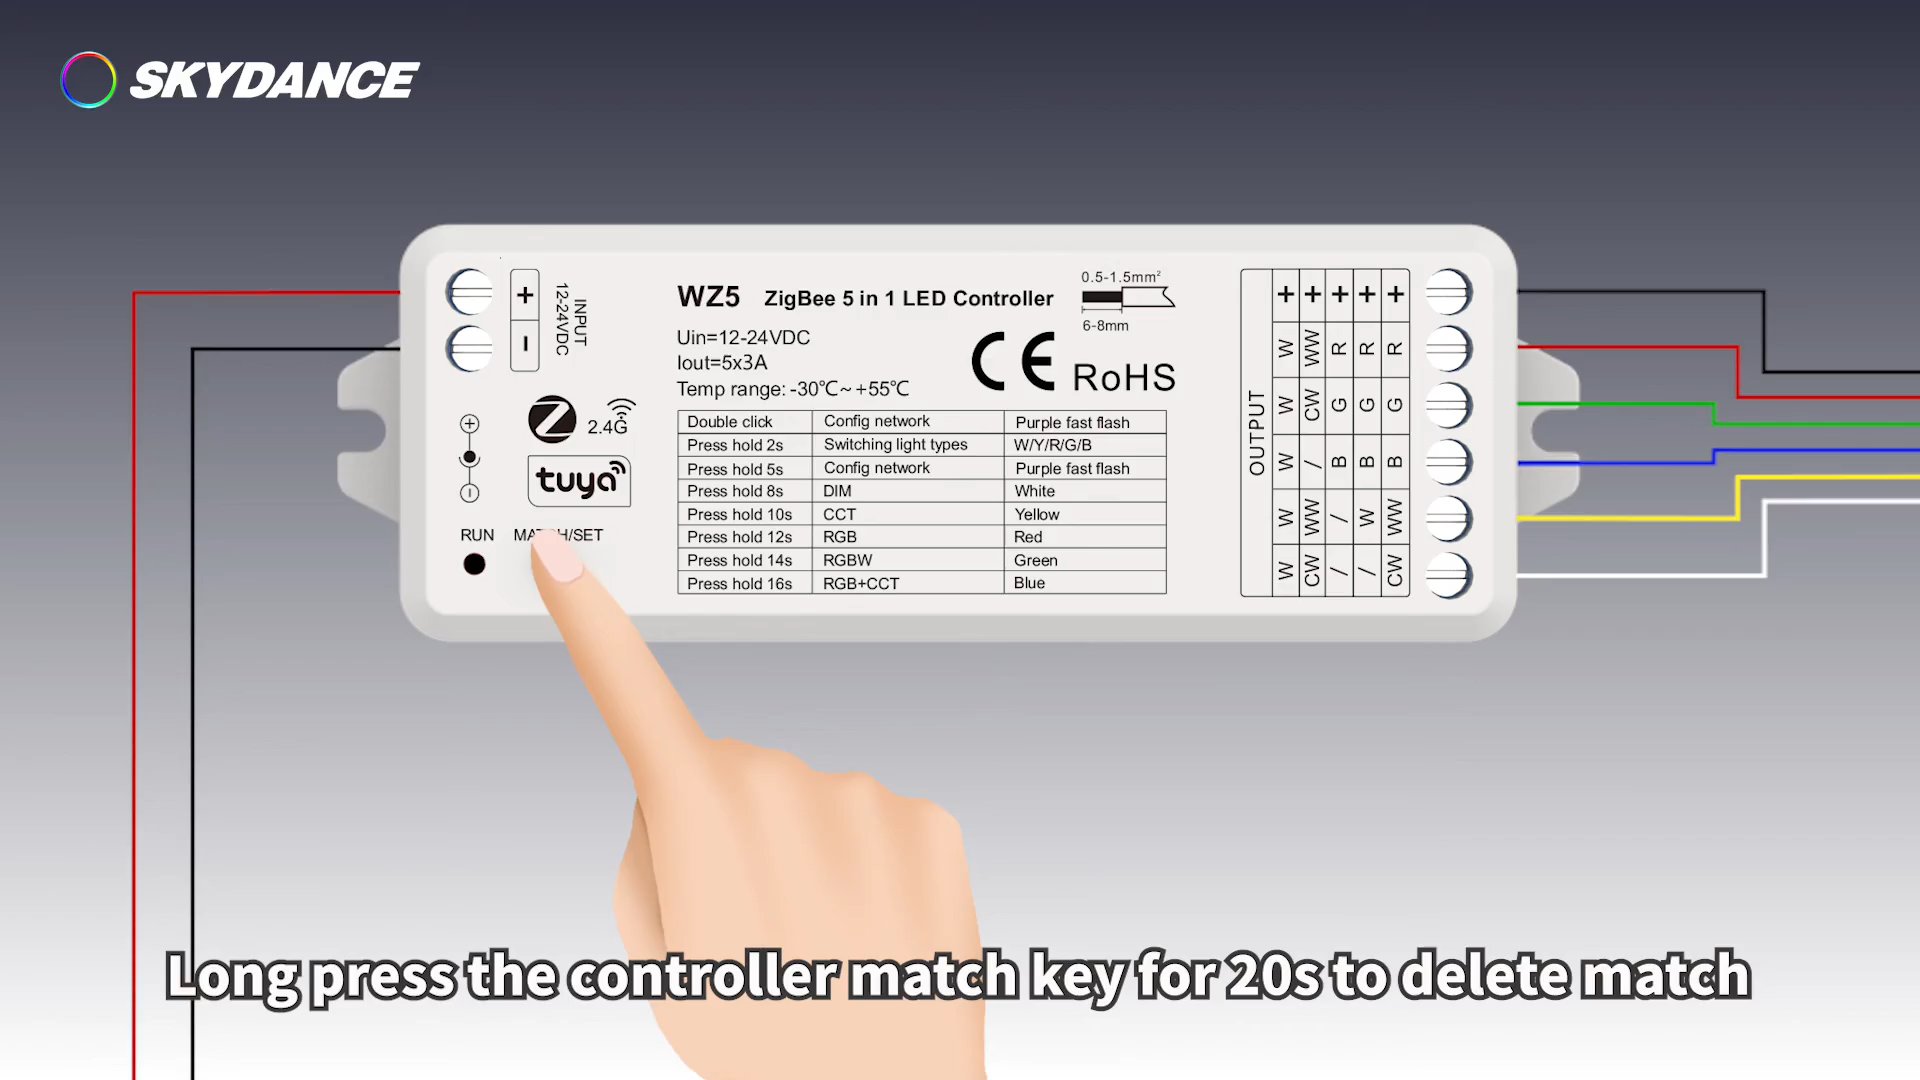 SKYDANCE
WZ5 ZigBee 5 in 1 LED Controller
0.5-1.5mm²
6-8mm
+
-
INPUT
12-24VDC
Uin=12-24VDC
Iout=5x3A
Temp range: -30℃~+55℃
CE RoHS
2.4G
tuya
RUN MATCH/SET
Double click Config network Purple fast flash
Press hold 2s Switching light types W/Y/R/G/B
Press hold 5s Config network Purple fast flash
Press hold 8s DIM White
Press hold 10s CCT Yellow
Press hold 12s RGB Red
Press hold 14s RGBW Green
Press hold 16s RGB+CCT Blue
OUTPUT
+ + + + +
W WW R R R
W CW G G G
W / B B B
W WW / W WW
W CW / / CW
Long press the controller match key for 20s to delete match